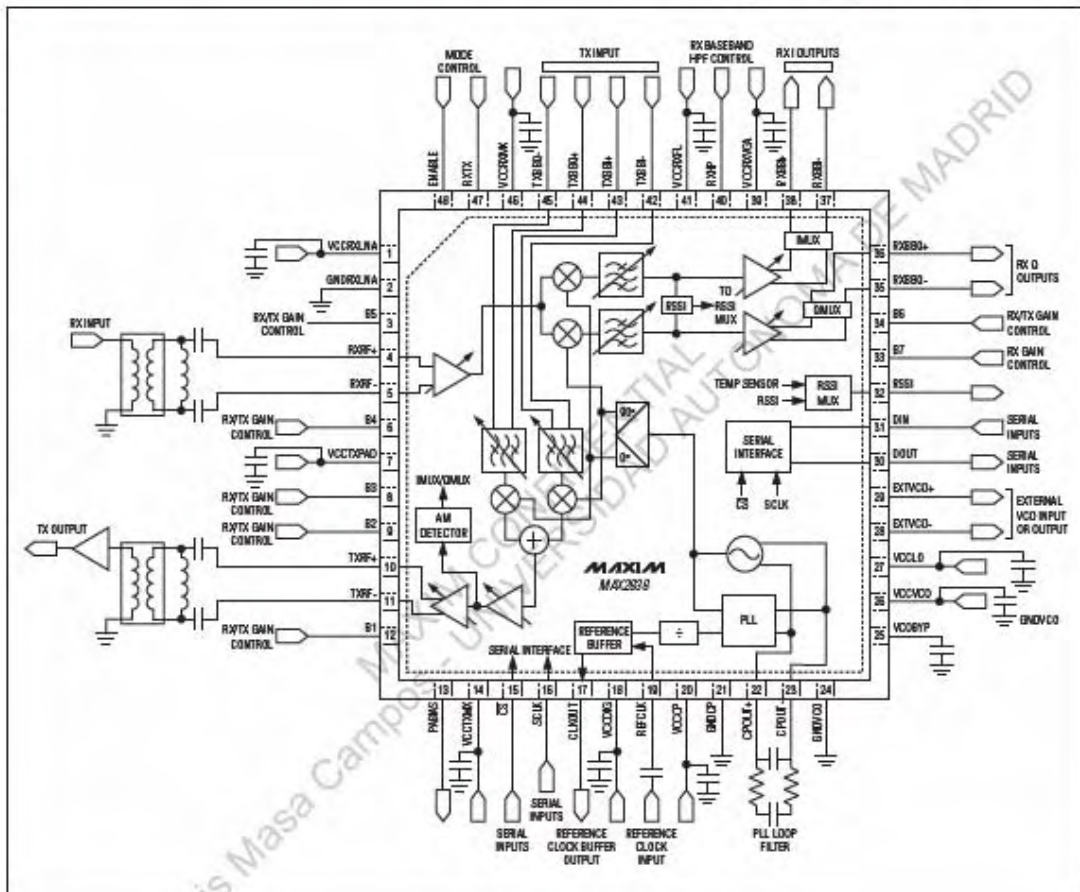 MODE
CONTROL
TX INPUT
RX BASEBAND
HPF CONTROL
RX I OUTPUTS
ENABLE
RXTX
VCCRXMX
TXBBQ-
TXBBQ+
TXBBI+
TXBBI-
VCCRXFL
RXHP
VCCRXVGA
RXBBI+
RXBBI-
48
47
46
45
44
43
42
41
40
39
38
37
VCCRXLNA
1
GNDRXLNA
2
RX/TX GAIN
CONTROL
B5
3
RX INPUT
RXRF+
4
RXRF-
5
RX/TX GAIN
CONTROL
B4
6
VCCTXPAD
7
RX/TX GAIN
CONTROL
B3
8
RX/TX GAIN
CONTROL
B2
9
TX OUTPUT
TXRF+
10
TXRF-
11
RX/TX GAIN
CONTROL
B1
12
IMUX
QMUX
TO
RSSI
MUX
RSSI
TEMP SENSOR
RSSI
RSSI
MUX
90°
0°
SERIAL
INTERFACE
CS
SCLK
IMUX/QMUX
AM
DETECTOR
MAXIM
MAX2839
REFERENCE
BUFFER
÷
PLL
SERIAL INTERFACE
36
RXBBQ+
35
RXBBQ-
RX Q
OUTPUTS
34
B6
RX/TX GAIN
CONTROL
33
B7
RX GAIN
CONTROL
32
RSSI
31
DIN
SERIAL
INPUTS
30
DOUT
SERIAL
INPUTS
29
EXTVCO+
28
EXTVCO-
EXTERNAL
VCO INPUT
OR OUTPUT
27
VCCLO
26
VCCVCO
GNDVCO
25
VCOBYP
13
14
15
16
17
18
19
20
21
22
23
24
PABIAS
VCCTXMX
CS
SCLK
CLKOUT
VCCDIG
REFCLK
VCCCP
GNDCP
CPOUT+
CPOUT-
GNDVCO
SERIAL
INPUTS
SERIAL
INPUTS
REFERENCE
CLOCK BUFFER
OUTPUT
REFERENCE
CLOCK
INPUT
PLL LOOP
FILTER
MAXIM CONFIDENTIAL
is Masa Campos - UNIVERSIDAD AUTONOMA DE MADRID